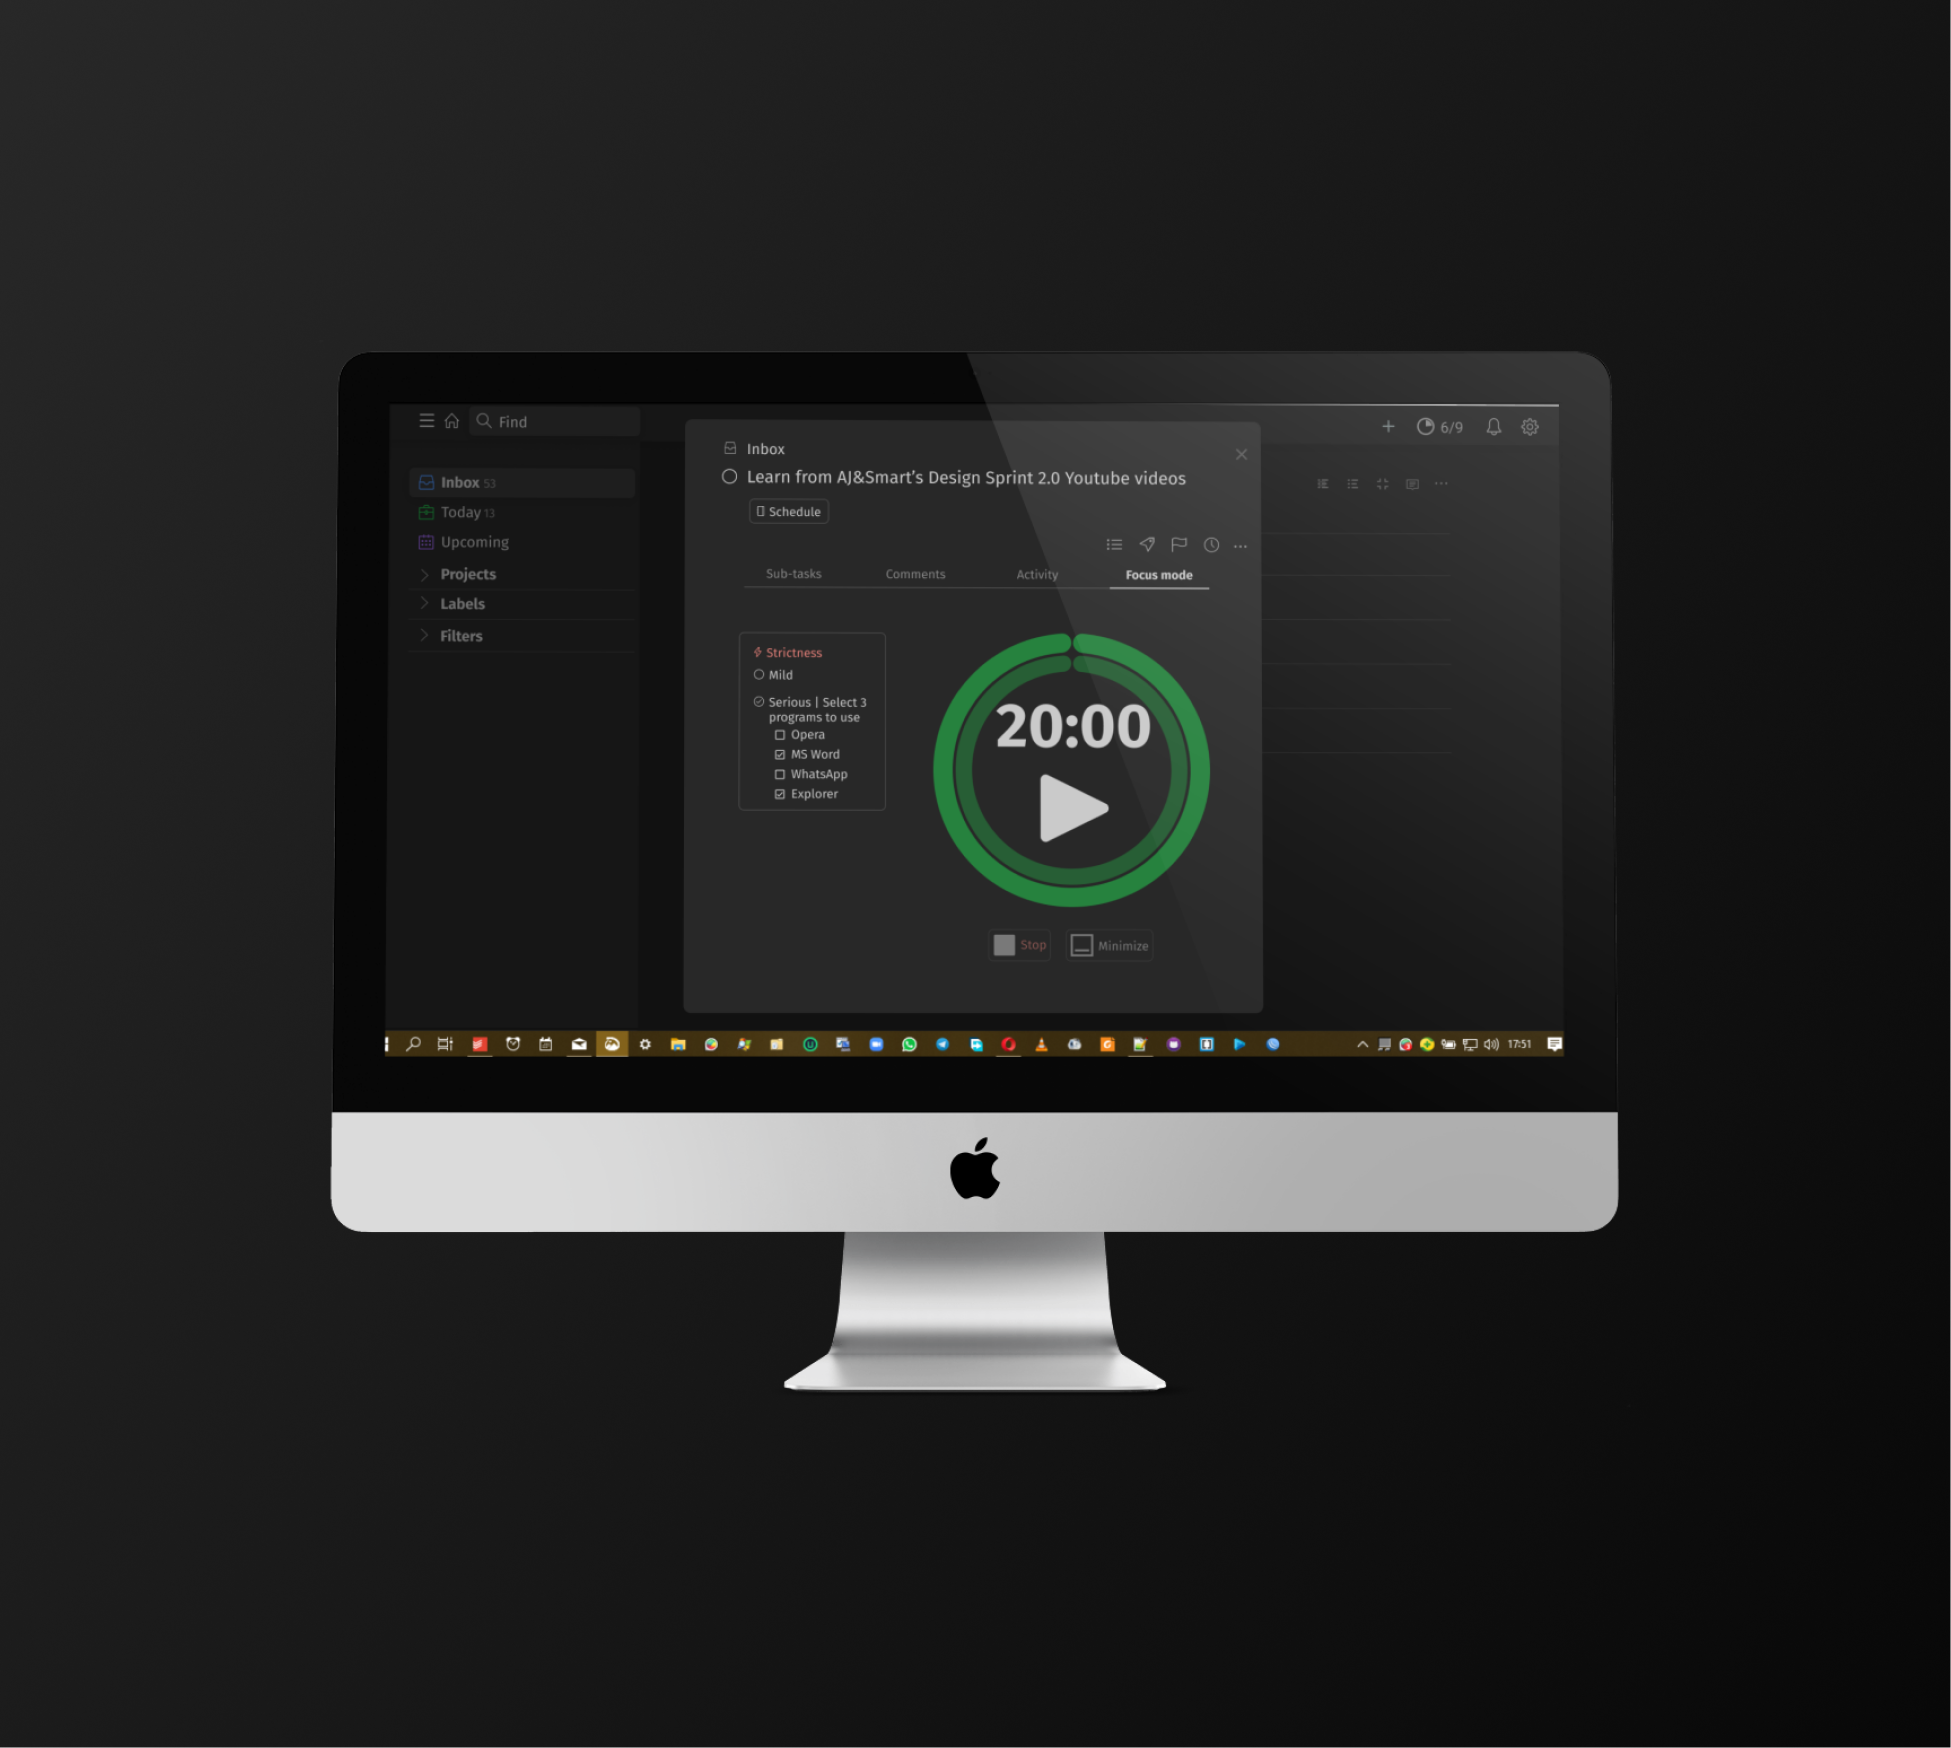 Find
6/9
Inbox 53
Today 13
Upcoming
Projects
Labels
Filters
Inbox
Learn from AJ&Smart's Design Sprint 2.0 Youtube videos
Schedule
Sub-tasks Comments Activity Focus mode
Strictness
Mild
Serious | Select 3
programs to use
Opera
MS Word
WhatsApp
Explorer
20:00
Stop Minimize
17:51